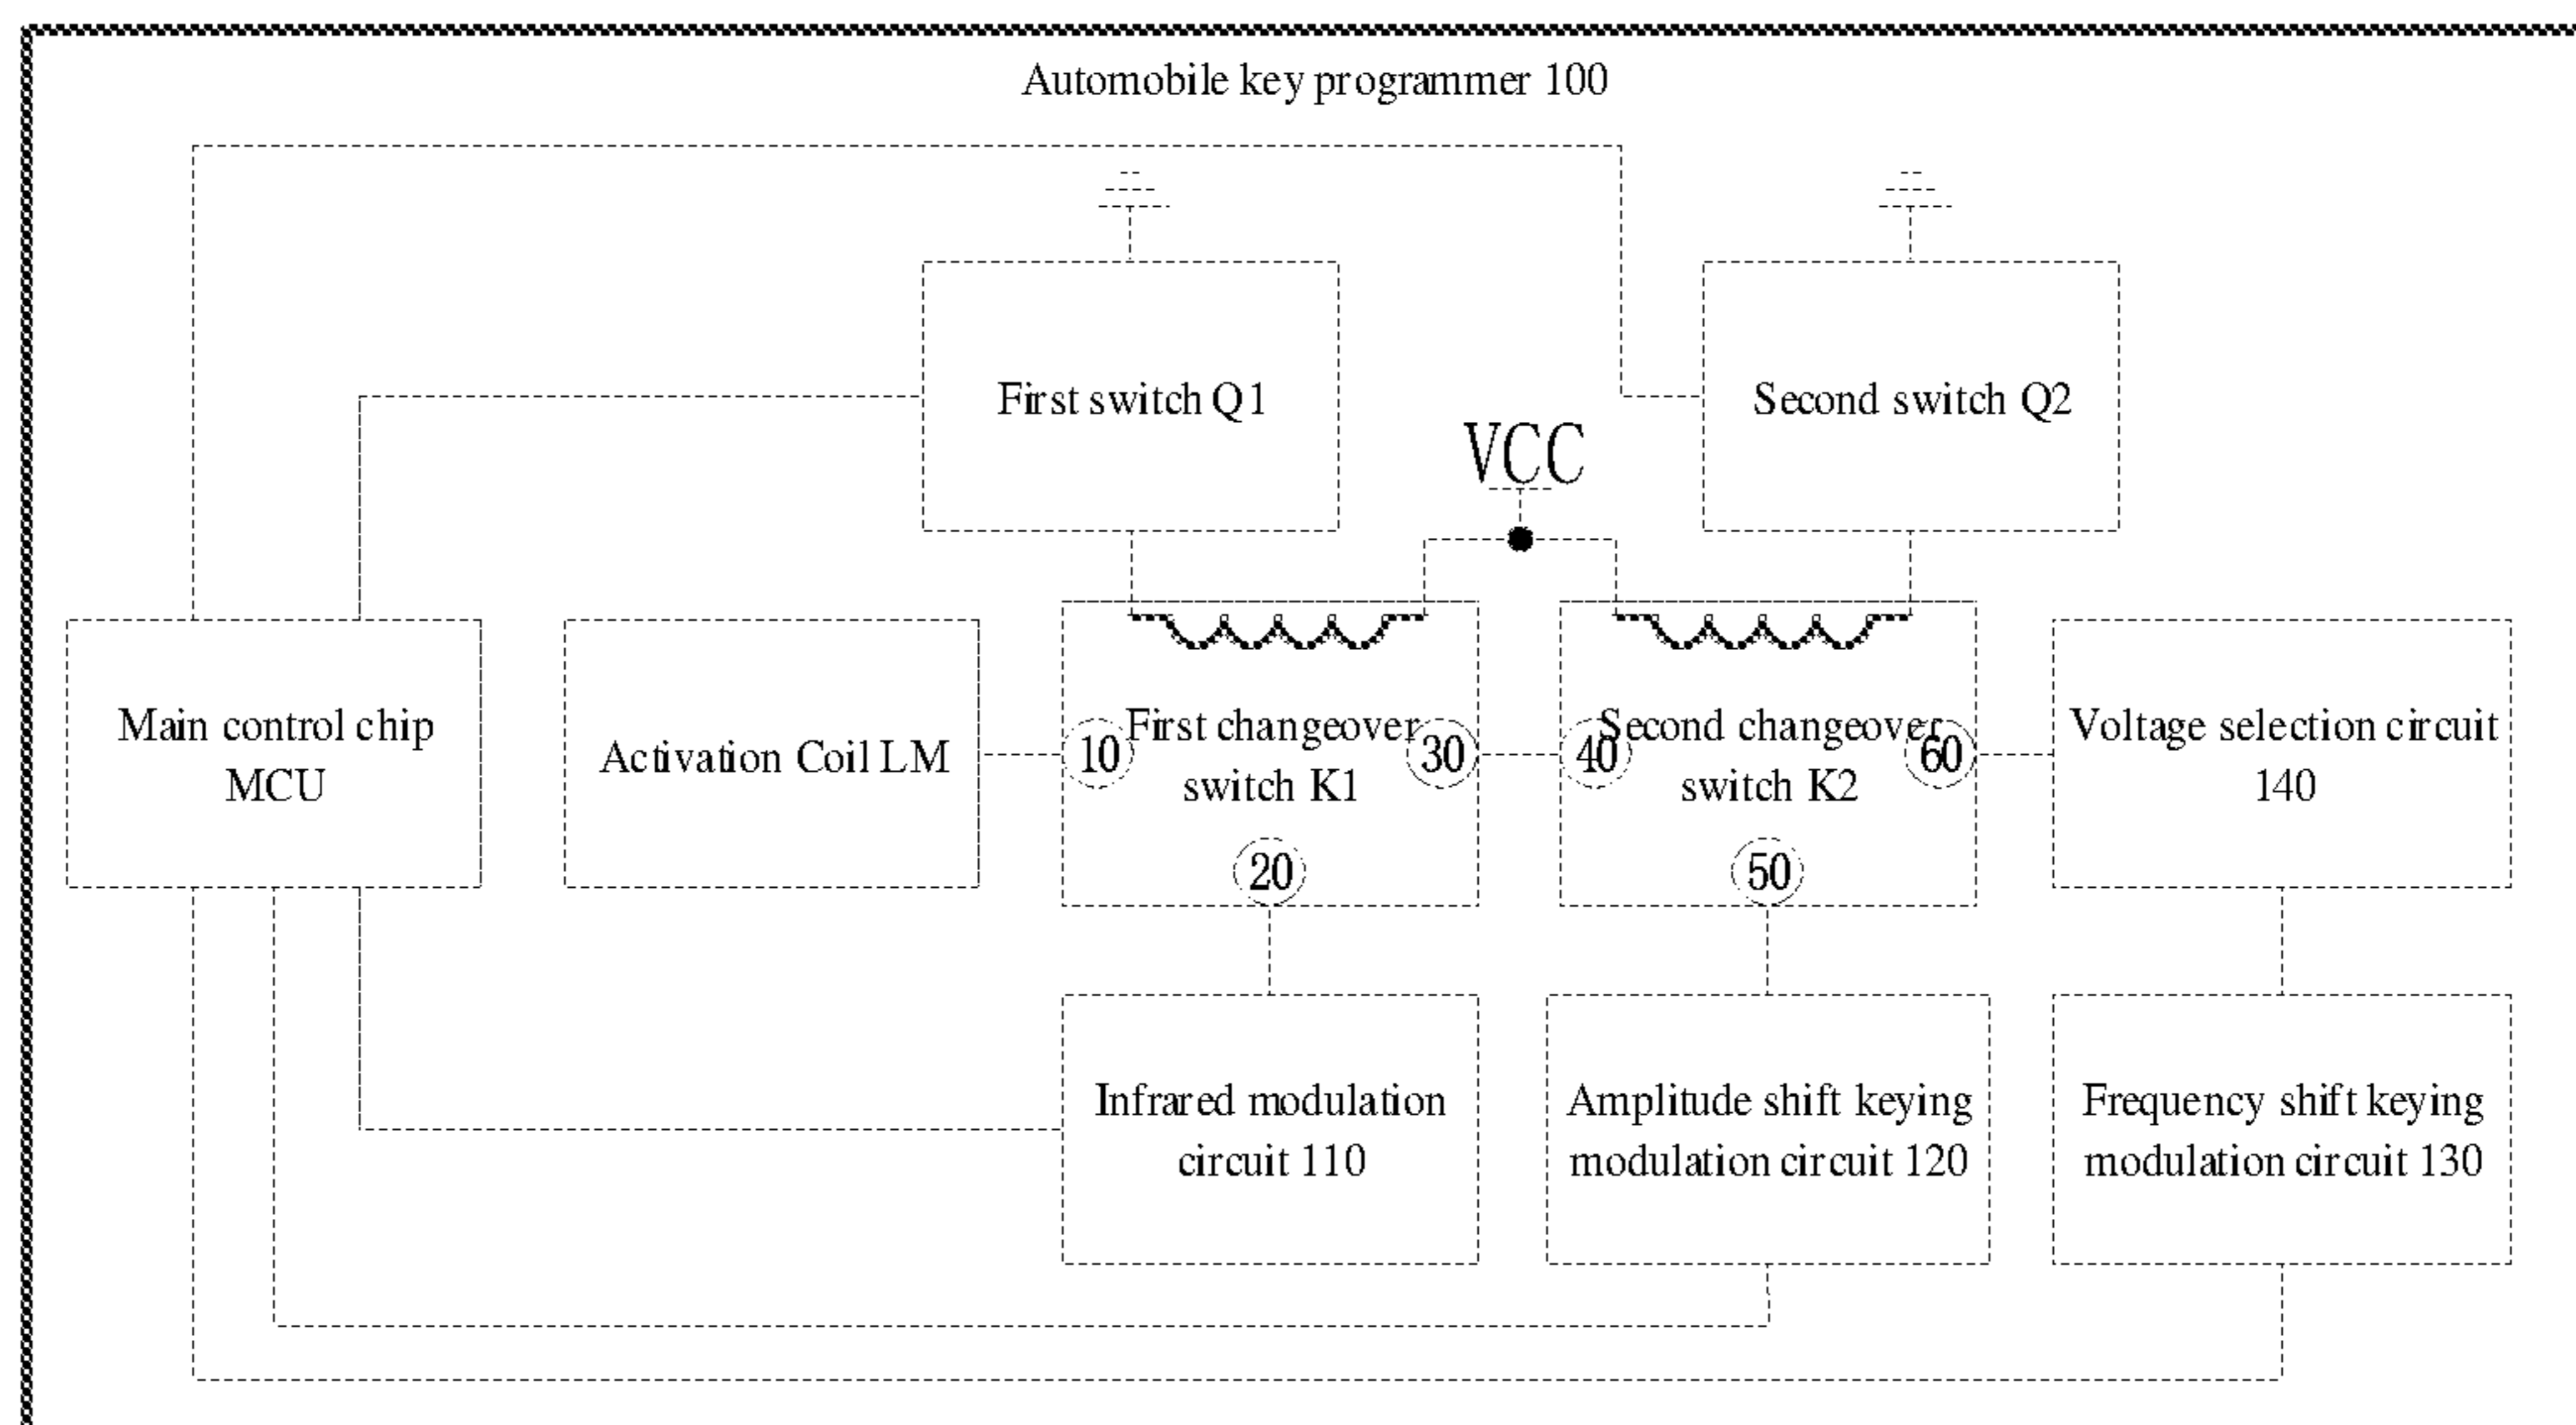 Automobile key programmer 100
First switch Q1
Second switch Q2
VCC
Main control chip
MCU
Activation Coil LM
10
First changeover
switch K1
30
20
40
Second changeover
switch K2
60
50
Voltage selection circuit
140
Infrared modulation
circuit 110
Amplitude shift keying
modulation circuit 120
Frequency shift keying
modulation circuit 130